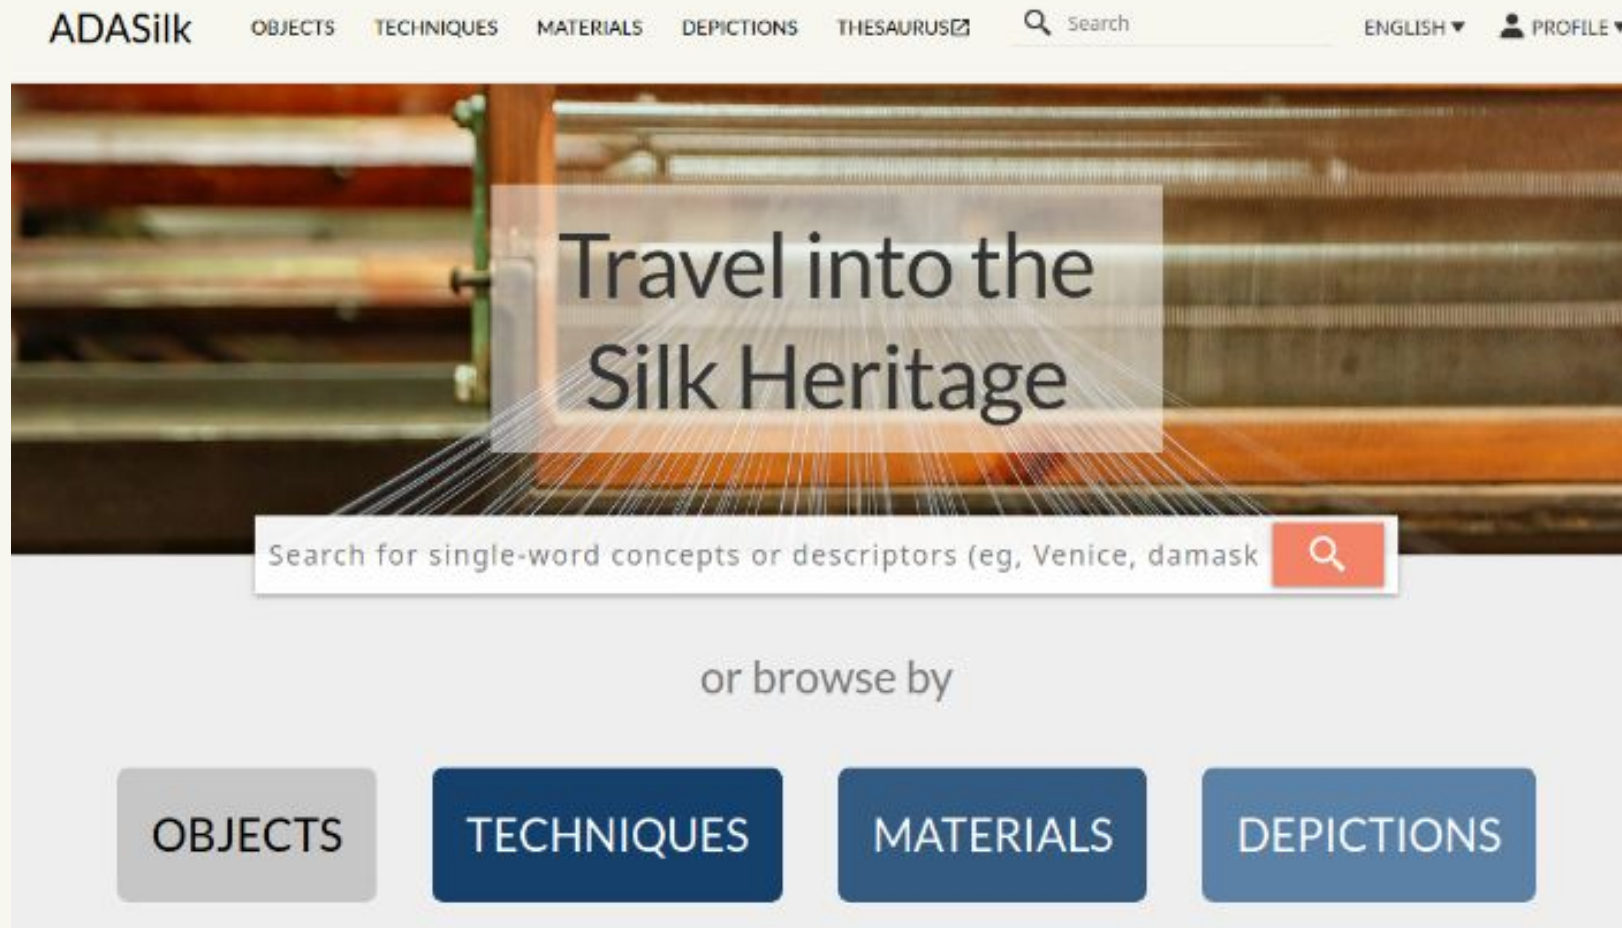 ADASilk OBJECTS TECHNIQUES MATERIALS DEPICTIONS THESAURUS Search ENGLISH PROFILE
Travel into the
Silk Heritage
Search for single-word concepts or descriptors (eg, Venice, damask
or browse by
OBJECTS TECHNIQUES MATERIALS DEPICTIONS